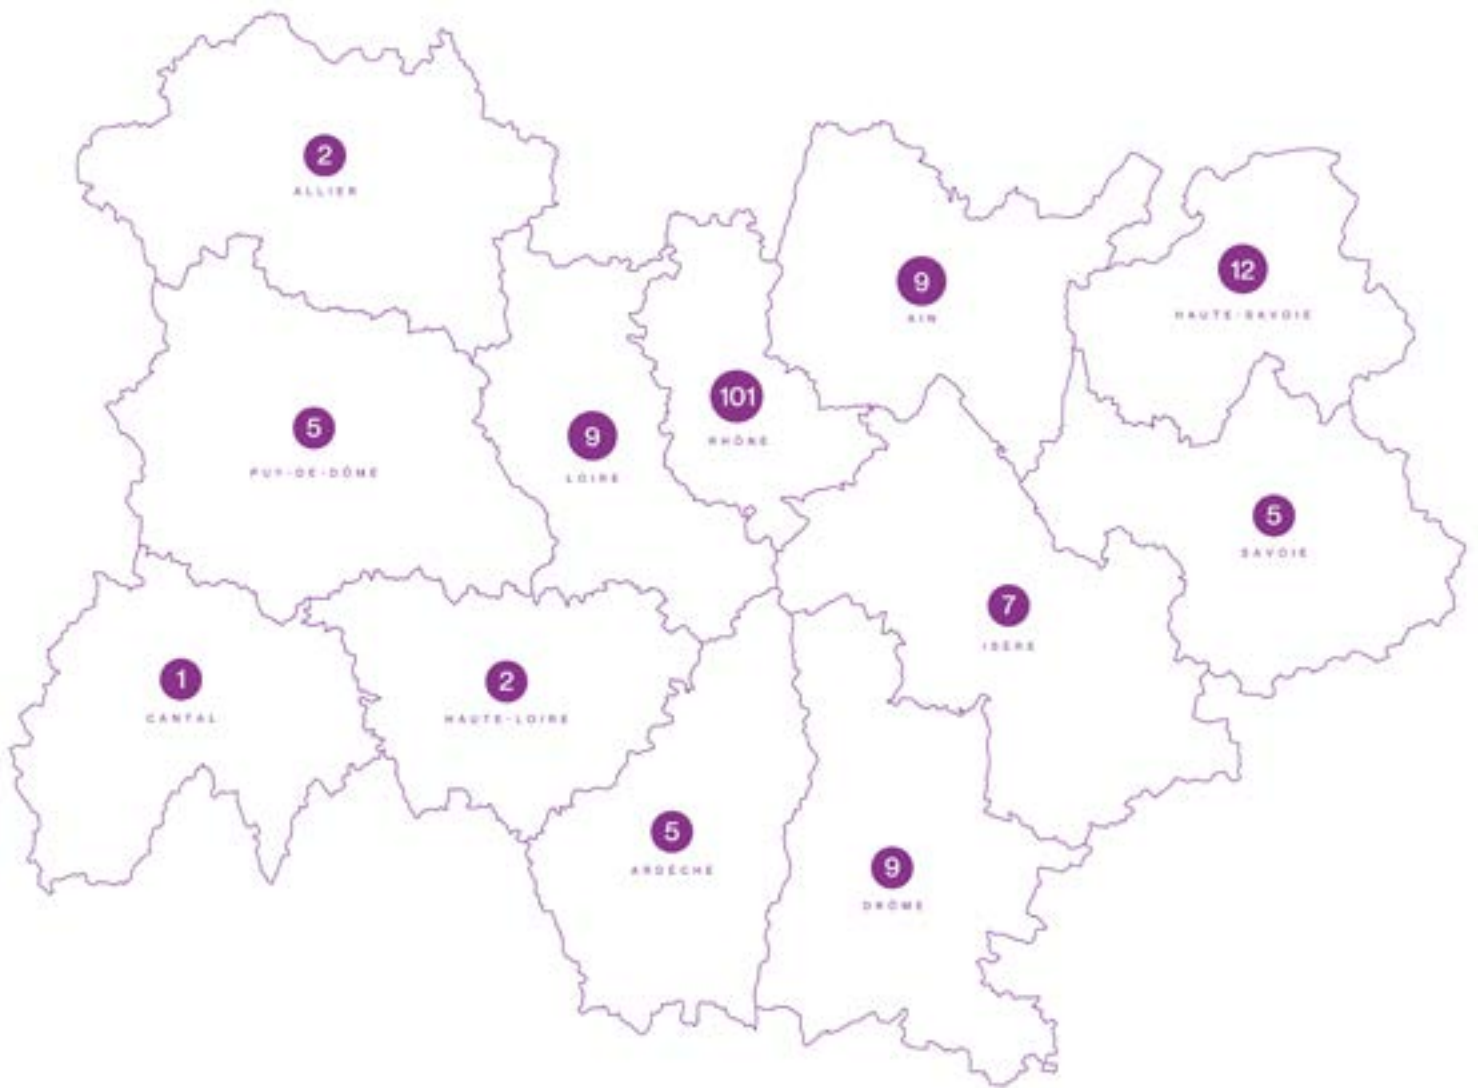 2
ALLIER
9
AIN
12
HAUTE-SAVOIE
101
RHÔNE
5
PUY-DE-DÔME
9
LOIRE
5
SAVOIE
7
ISÈRE
1
CANTAL
2
HAUTE-LOIRE
5
ARDÈCHE
9
DRÔME